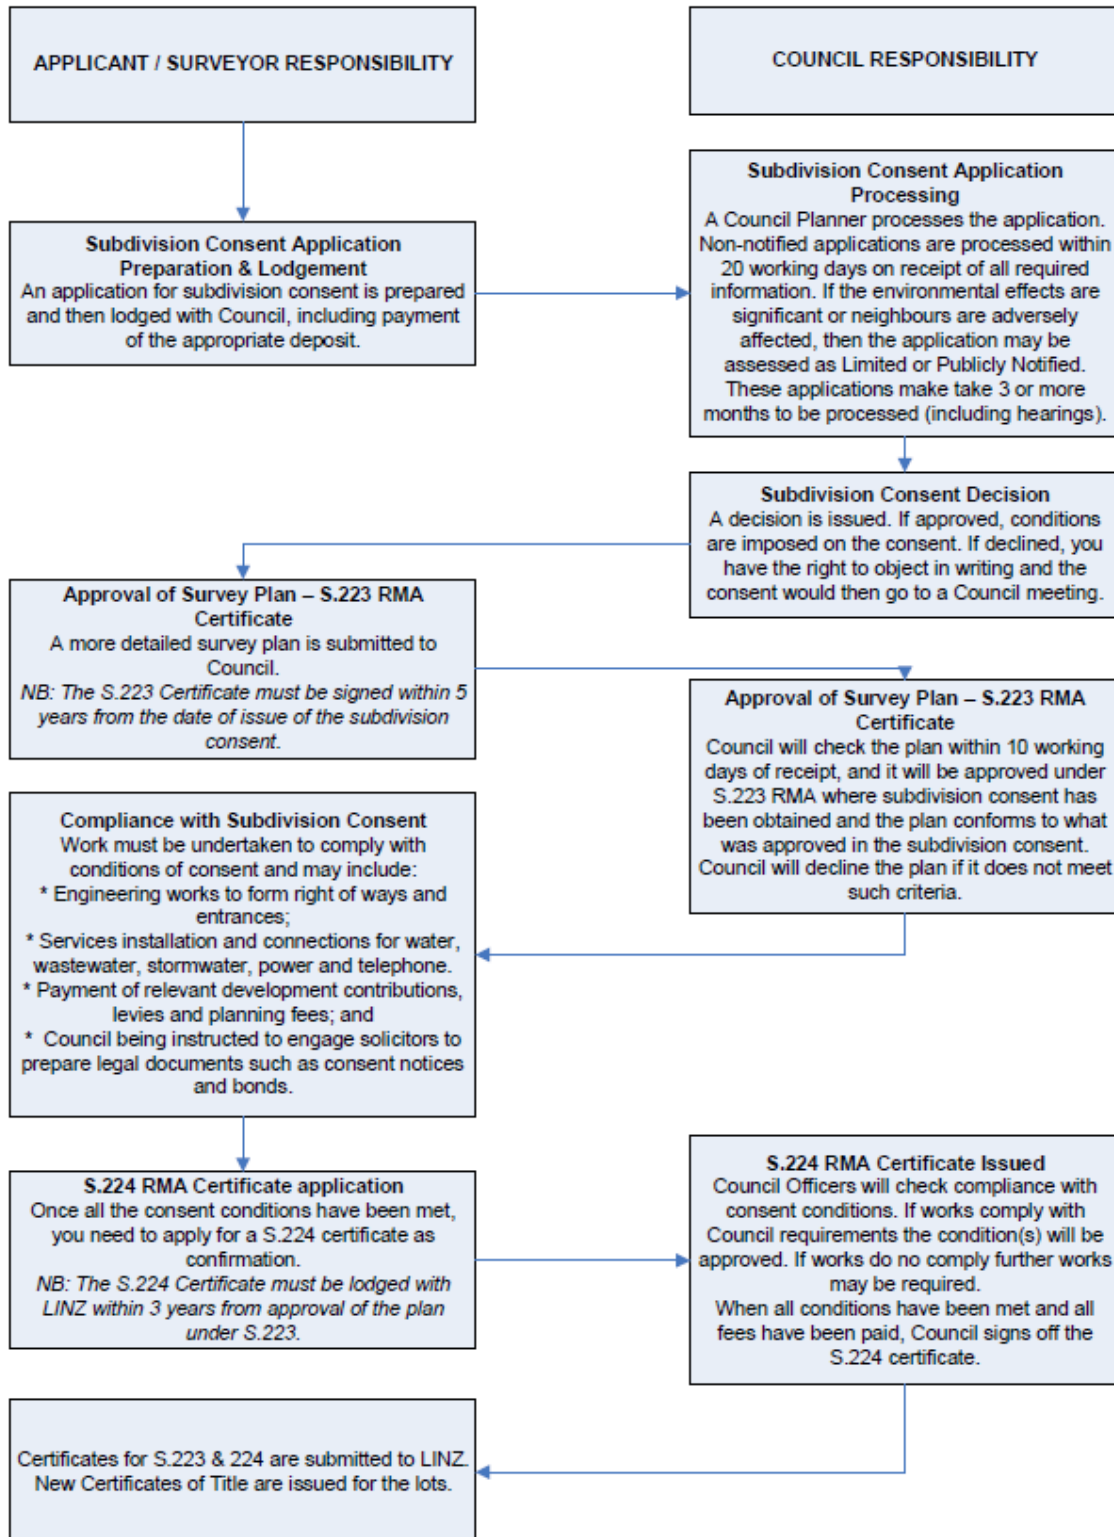 APPLICANT / SURVEYOR RESPONSIBILITY
COUNCIL RESPONSIBILITY
Subdivision Consent Application
Preparation & Lodgement
An application for subdivision consent is prepared
and then lodged with Council, including payment
of the appropriate deposit.
Subdivision Consent Application
Processing
A Council Planner processes the application.
Non-notified applications are processed within
20 working days on receipt of all required
information. If the environmental effects are
significant or neighbours are adversely
affected, then the application may be
assessed as Limited or Publicly Notified.
These applications make take 3 or more
months to be processed (including hearings).
Subdivision Consent Decision
A decision is issued. If approved, conditions
are imposed on the consent. If declined, you
have the right to object in writing and the
consent would then go to a Council meeting.
Approval of Survey Plan – S.223 RMA
Certificate
A more detailed survey plan is submitted to
Council.
NB: The S.223 Certificate must be signed within 5
years from the date of issue of the subdivision
consent.
Approval of Survey Plan – S.223 RMA
Certificate
Council will check the plan within 10 working
days of receipt, and it will be approved under
S.223 RMA where subdivision consent has
been obtained and the plan conforms to what
was approved in the subdivision consent.
Council will decline the plan if it does not meet
such criteria.
Compliance with Subdivision Consent
Work must be undertaken to comply with
conditions of consent and may include:
* Engineering works to form right of ways and
entrances;
* Services installation and connections for water,
wastewater, stormwater, power and telephone.
* Payment of relevant development contributions,
levies and planning fees; and
* Council being instructed to engage solicitors to
prepare legal documents such as consent notices
and bonds.
S.224 RMA Certificate application
Once all the consent conditions have been met,
you need to apply for a S.224 certificate as
confirmation.
NB: The S.224 Certificate must be lodged with
LINZ within 3 years from approval of the plan
under S.223.
S.224 RMA Certificate Issued
Council Officers will check compliance with
consent conditions. If works comply with
Council requirements the condition(s) will be
approved. If works do no comply further works
may be required.
When all conditions have been met and all
fees have been paid, Council signs off the
S.224 certificate.
Certificates for S.223 & 224 are submitted to LINZ.
New Certificates of Title are issued for the lots.